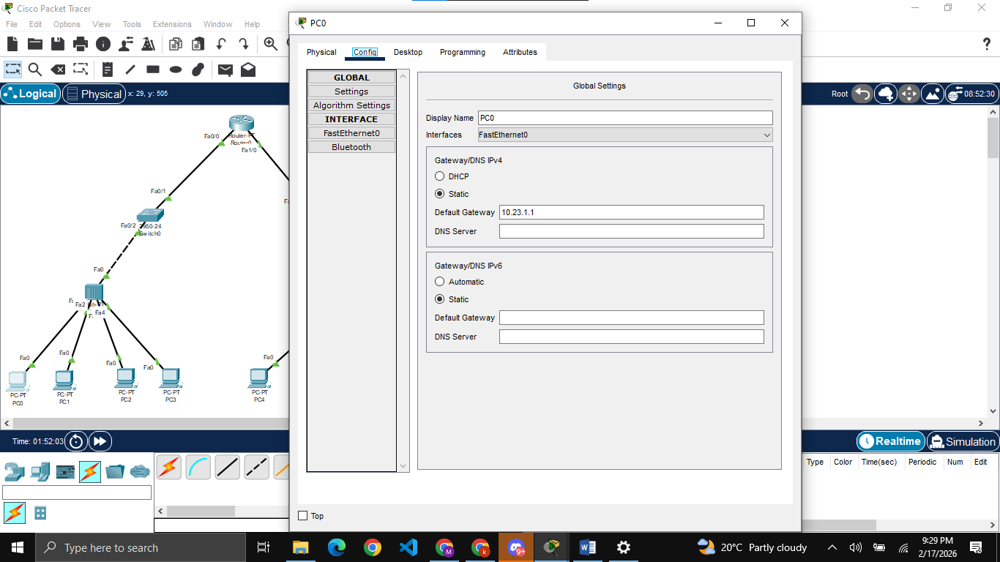 Cisco Packet Tracer
File Edit Options View Tools Extensions Window Help
Logical Physical x: 29, y: 505
Root 08:52:30
Fa0/0
Router-PT
Router0
Fa1/0
Fa0/1
Fa0/2
2950-24
Switch0
Fa0
Fa2
Fa4
Fa0
Fa0
Fa0
Fa0
Fa0
PC-PT
PC0
PC-PT
PC1
PC-PT
PC2
PC-PT
PC3
PC-PT
PC4
PC0
Physical Config Desktop Programming Attributes
GLOBAL
Settings
Algorithm Settings
INTERFACE
FastEthernet0
Bluetooth
Global Settings
Display Name PC0
Interfaces FastEthernet0
Gateway/DNS IPv4
DHCP
Static
Default Gateway 10.23.1.1
DNS Server
Gateway/DNS IPv6
Automatic
Static
Default Gateway
DNS Server
Top
Time: 01:52:03
Realtime Simulation
Type Color Time(sec) Periodic Num Edit
Type here to search
M
k
9+
20°C Partly cloudy
9:29 PM
2/17/2026